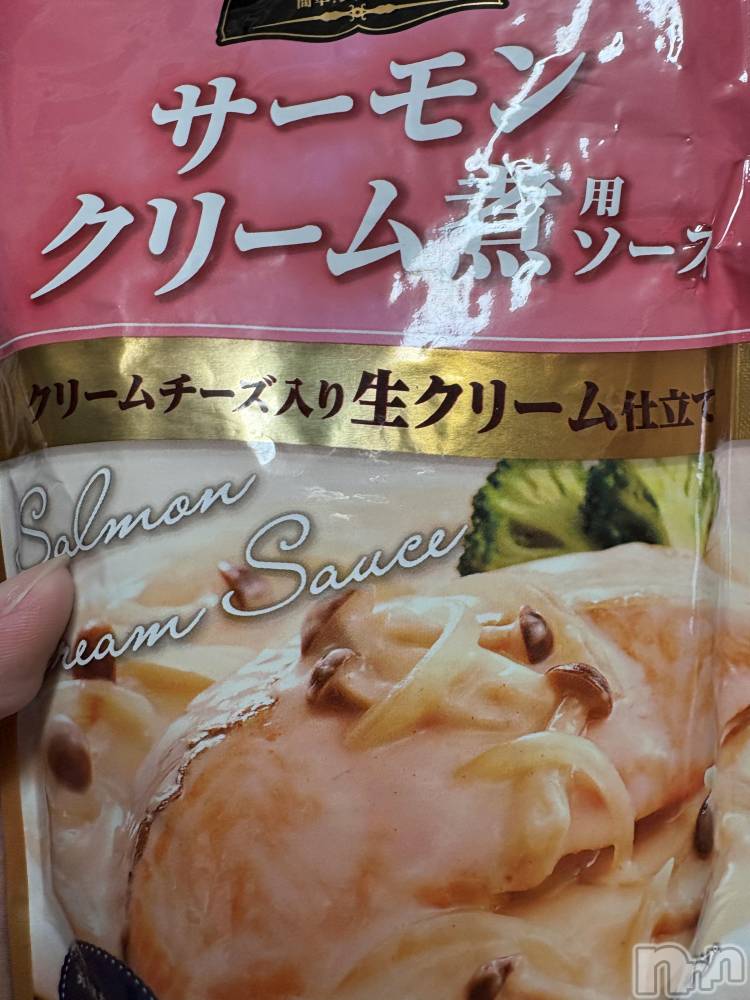 サーモン
クリーム煮用
ソース
クリームチーズ入り生クリーム仕立て
Salmon
ream Sauce